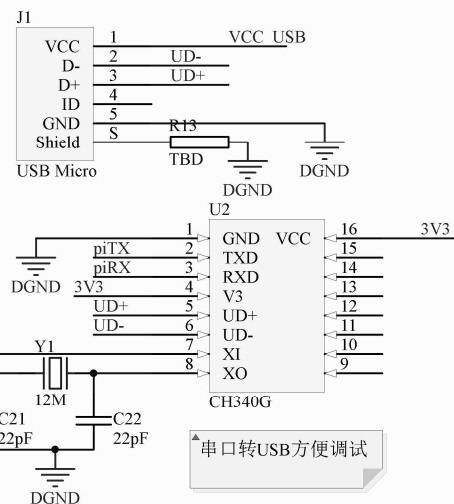 J1
VCC 1 VCC USB
D- 2 UD-
D+ 3 UD+
ID 4
GND 5
Shield S R13
TBD
USB Micro
DGND
DGND
U2
1 GND VCC 16 3V3
piTX 2 TXD 15
piRX 3 RXD 14
DGND
3V3 4 V3 13
UD+ 5 UD+ 12
UD- 6 UD- 11
7 XI 10
Y1 8 XO 9
12M
CH340G
C21 C22
22pF 22pF
串口转USB方便调试
DGND